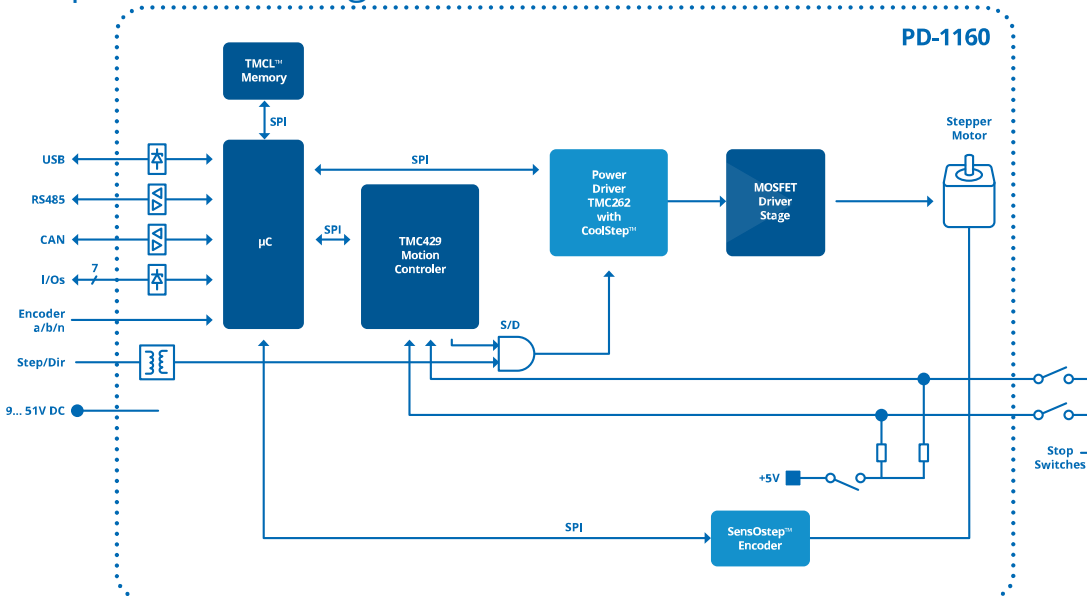 PD-1160
TMCL™
Memory
SPI
Stepper
Motor
USB
SPI
Power
Driver
TMC262
with
CoolStep™
MOSFET
Driver
Stage
RS485
CAN
µC
SPI
TMC429
Motion
Controler
7
I/Os
Encoder
a/b/n
S/D
Step/Dir
9... 51V DC
Stop
Switches
+5V
SPI
SensOstep™
Encoder